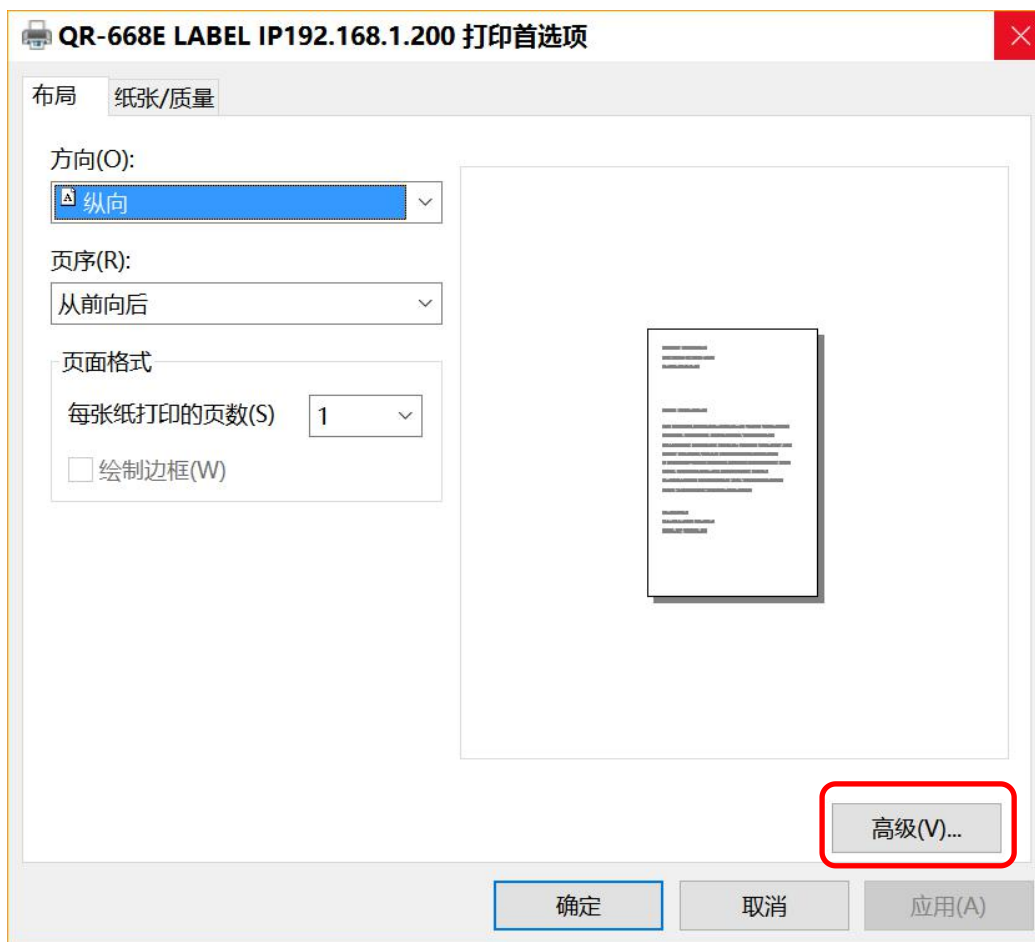 QR-668E LABEL IP192.168.1.200 打印首选项
布局
纸张/质量
方向(O):
纵向
页序(R):
从前向后
页面格式
每张纸打印的页数(S)
1
绘制边框(W)
高级(V)...
确定
取消
应用(A)